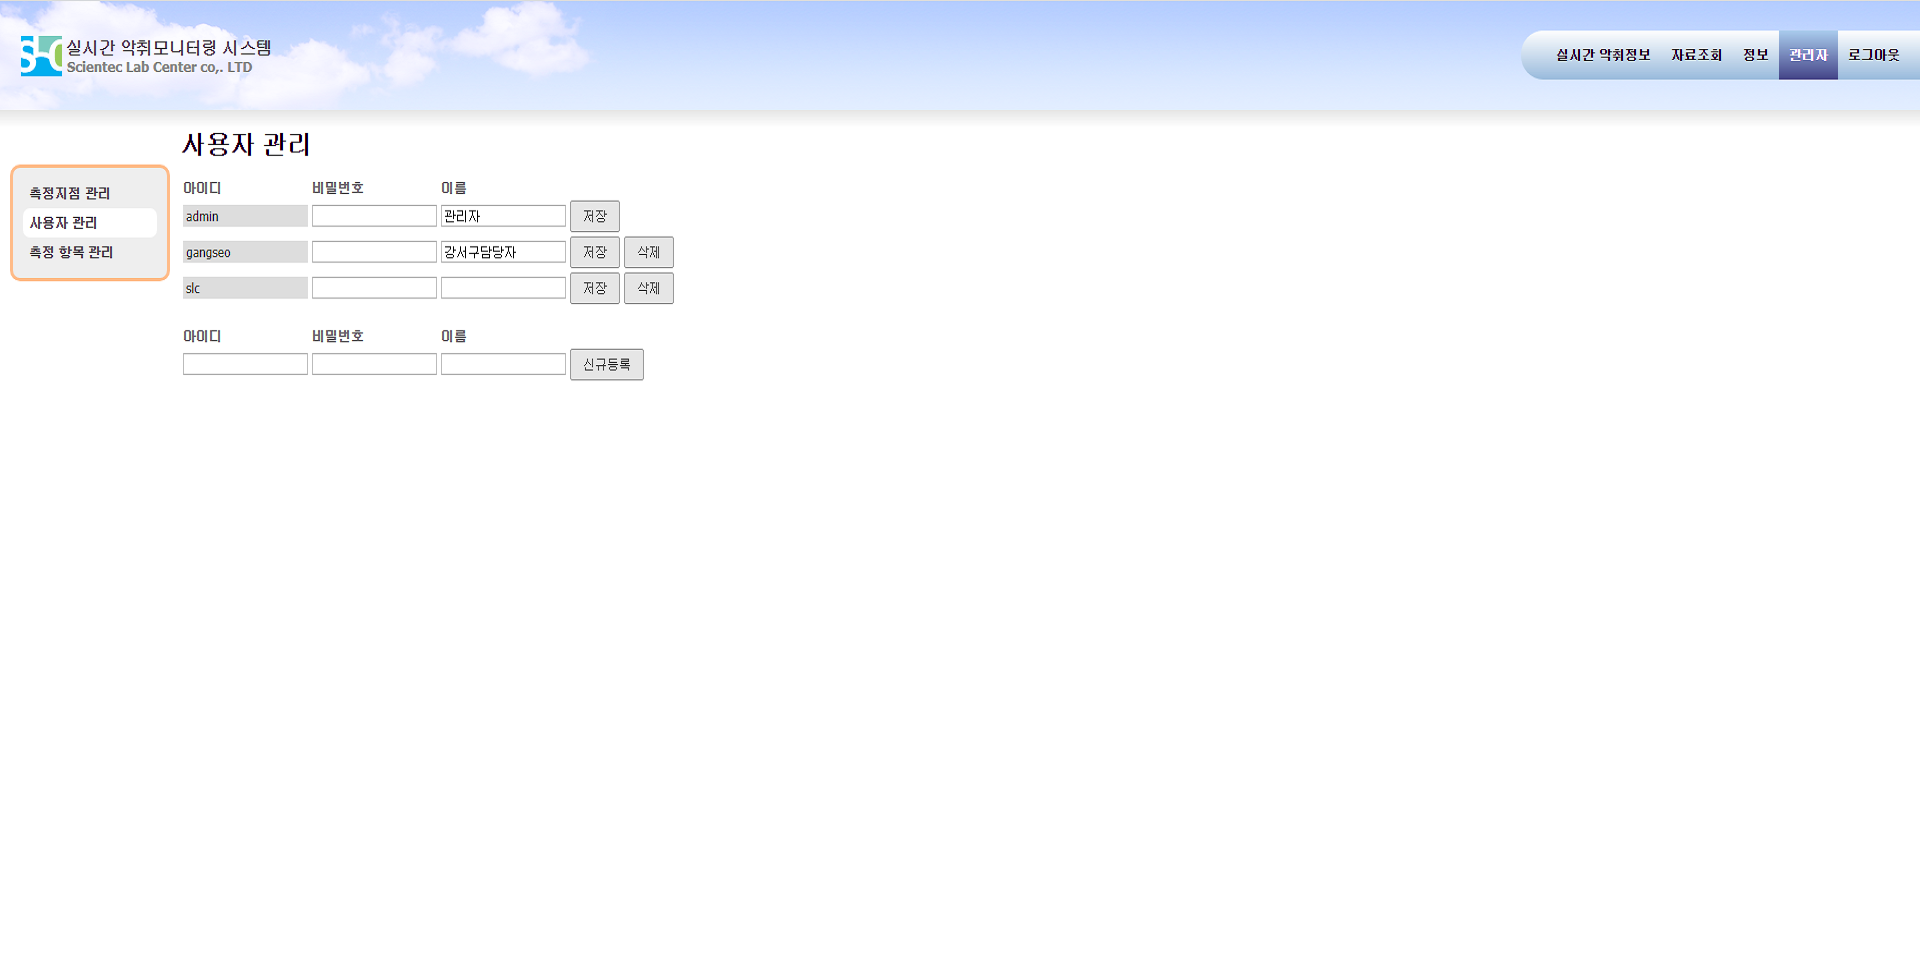 실시간 악취모니터링 시스템
Scientec Lab Center co,. LTD
실시간 악취정보 자료조회 정보 관리자 로그아웃
사용자 관리
측정지점 관리
사용자 관리
측정 항목 관리
아이디 비밀번호 이름
admin 관리자 저장
gangseo 강서구담당자 저장 삭제
slc 저장 삭제
아이디 비밀번호 이름
신규등록